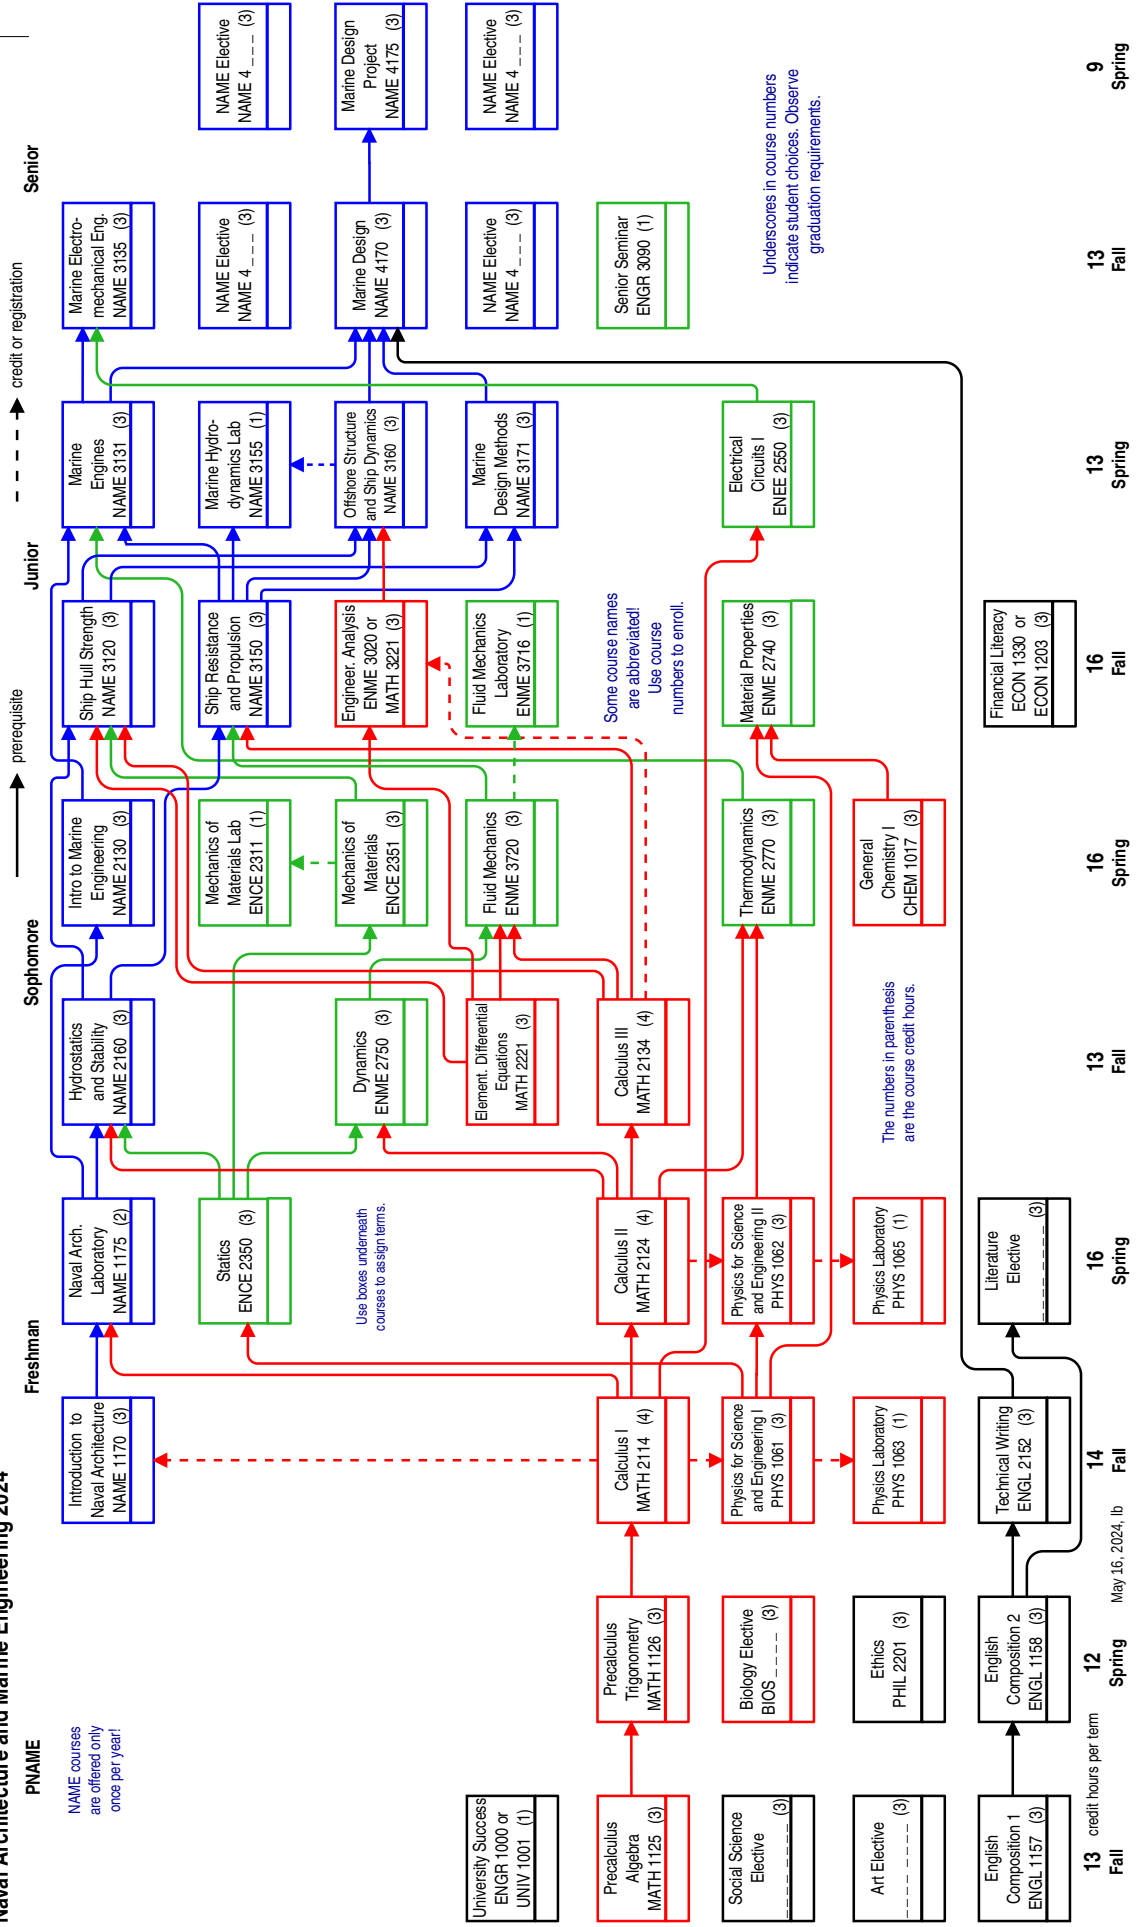 Naval Architecture and Marine Engineering 2024
PNAME
Freshman
Sophomore
Junior
Senior
prerequisite
credit or registration
NAME courses
are offered only
once per year!
University Success
ENGR 1000 or
UNIV 1001 (1)
Precalculus
Algebra
MATH 1125 (3)
Social Science
Elective
_________(3)
Art Elective
____ ____(3)
English
Composition 1
ENGL 1157 (3)
Precalculus
Trigonometry
MATH 1126 (3)
Biology Elective
BIOS ____ (3)
Ethics
PHIL 2201 (3)
English
Composition 2
ENGL 1158 (3)
Introduction to
Naval Architecture
NAME 1170 (3)
Calculus I
MATH 2114 (4)
Physics for Science
and Engineering I
PHYS 1061 (3)
Physics Laboratory
PHYS 1063 (1)
Technical Writing
ENGL 2152 (3)
Naval Arch.
Laboratory
NAME 1175 (2)
Statics
ENCE 2350 (3)
Use boxes underneath
courses to assign terms.
Calculus II
MATH 2124 (4)
Physics for Science
and Engineering II
PHYS 1062 (3)
Physics Laboratory
PHYS 1065 (1)
Literature
Elective
____ ____(3)
Hydrostatics
and Stability
NAME 2160 (3)
Dynamics
ENME 2750 (3)
Element. Differential
Equations
MATH 2221 (3)
Calculus III
MATH 2134 (4)
The numbers in parenthesis
are the course credit hours.
Intro to Marine
Engineering
NAME 2130 (3)
Mechanics of
Materials Lab
ENCE 2311 (1)
Mechanics of
Materials
ENCE 2351 (3)
Fluid Mechanics
ENME 3720 (3)
Thermodynamics
ENME 2770 (3)
General
Chemistry I
CHEM 1017 (3)
Ship Hull Strength
NAME 3120 (3)
Ship Resistance
and Propulsion
NAME 3150 (3)
Engineer. Analysis
ENME 3020 or
MATH 3221 (3)
Fluid Mechanics
Laboratory
ENME 3716 (1)
Some course names
are abbreviated!
Use course
numbers to enroll.
Material Properties
ENME 2740 (3)
Financial Literacy
ECON 1330 or
ECON 1203 (3)
Marine
Engines
NAME 3131 (3)
Marine Hydro-
dynamics Lab
NAME 3155 (1)
Offshore Structure
and Ship Dynamics
NAME 3160 (3)
Marine
Design Methods
NAME 3171 (3)
Electrical
Circuits I
ENEE 2550 (3)
Marine Electro-
mechanical Eng.
NAME 3135 (3)
NAME Elective
NAME 4___ (3)
Marine Design
NAME 4170 (3)
NAME Elective
NAME 4___ (3)
Senior Seminar
ENGR 3090 (1)
NAME Elective
NAME 4___ (3)
Marine Design
Project
NAME 4175 (3)
NAME Elective
NAME 4___ (3)
Underscores in course numbers
indicate student choices. Observe
graduation requirements.
13 credit hours per term 12 14 16 13 16 16 13 13 9
Fall Spring Fall Spring Fall Spring Fall Spring Fall Spring
May 16, 2024, lb